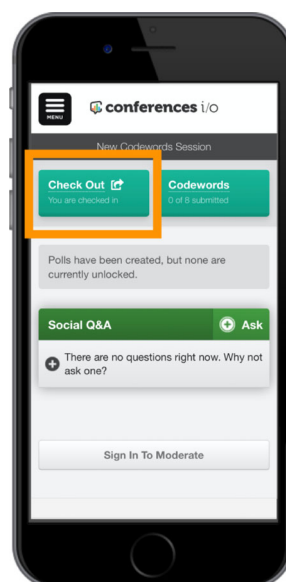 MENU
conferences i/o
New Codewords Session
Check Out
You are checked in
Codewords
0 of 8 submitted
Polls have been created, but none are
currently unlocked.
Social Q&A
Ask
There are no questions right now. Why not
ask one?
Sign In To Moderate